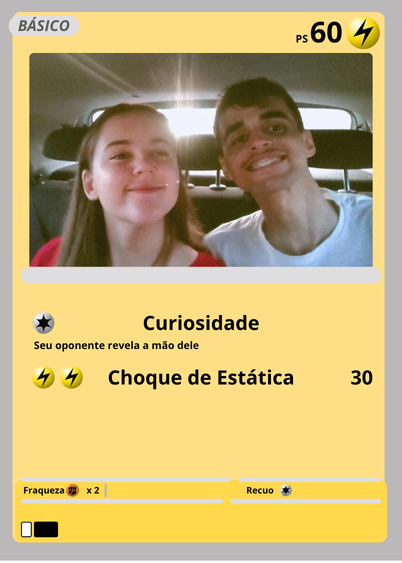 BÁSICO
PS 60
Curiosidade
Seu oponente revela a mão dele
Choque de Estática 30
Fraqueza x 2 Recuo